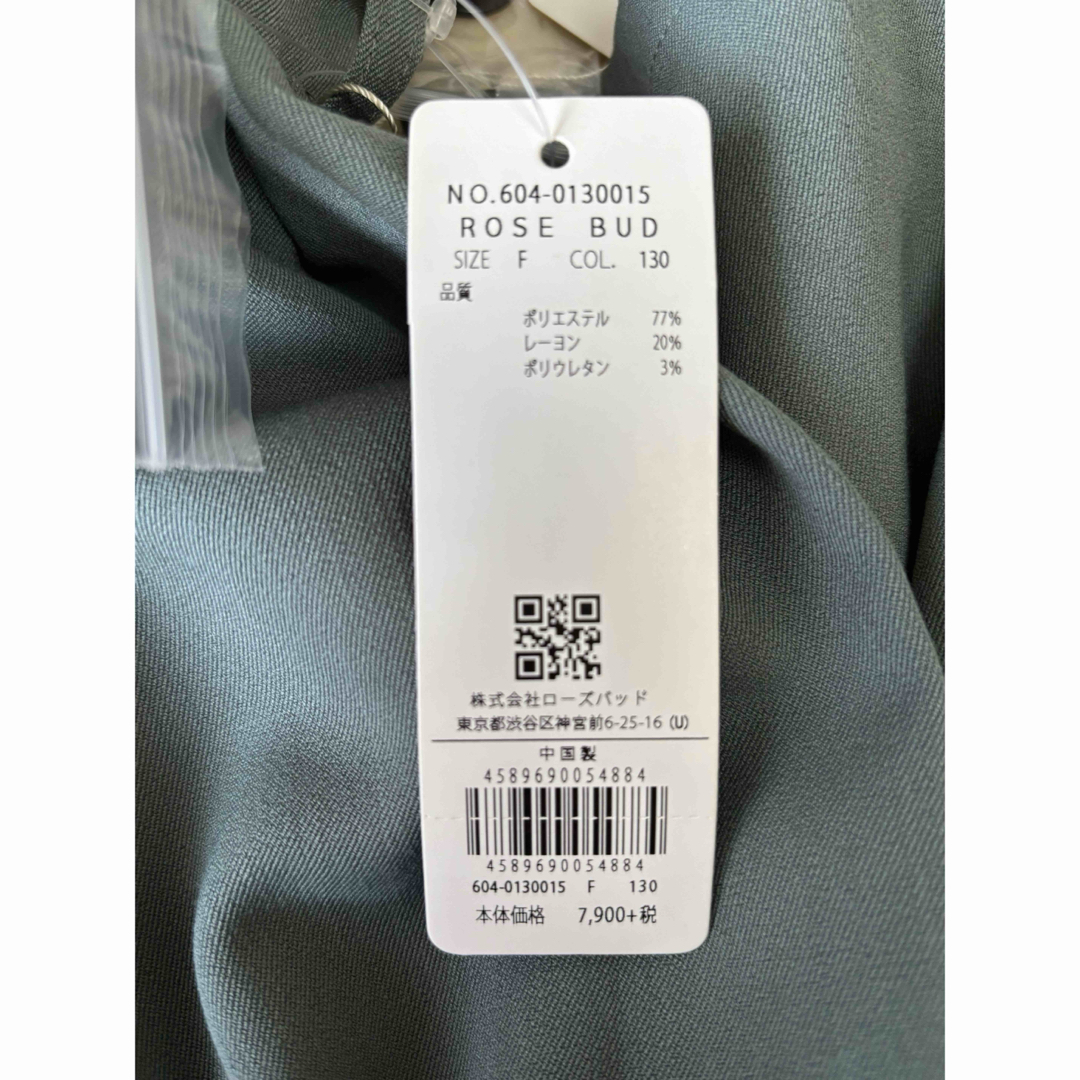 NO.604-0130015
ROSE BUD
SIZE F COL. 130
品質
ポリエステル 77%
レーヨン 20%
ポリウレタン 3%
株式会社ローズバッド
東京都渋谷区神宮前6-25-16 (U)
中国製
4589690054884
4589690054884
604-0130015 F 130
本体価格 7,900+税